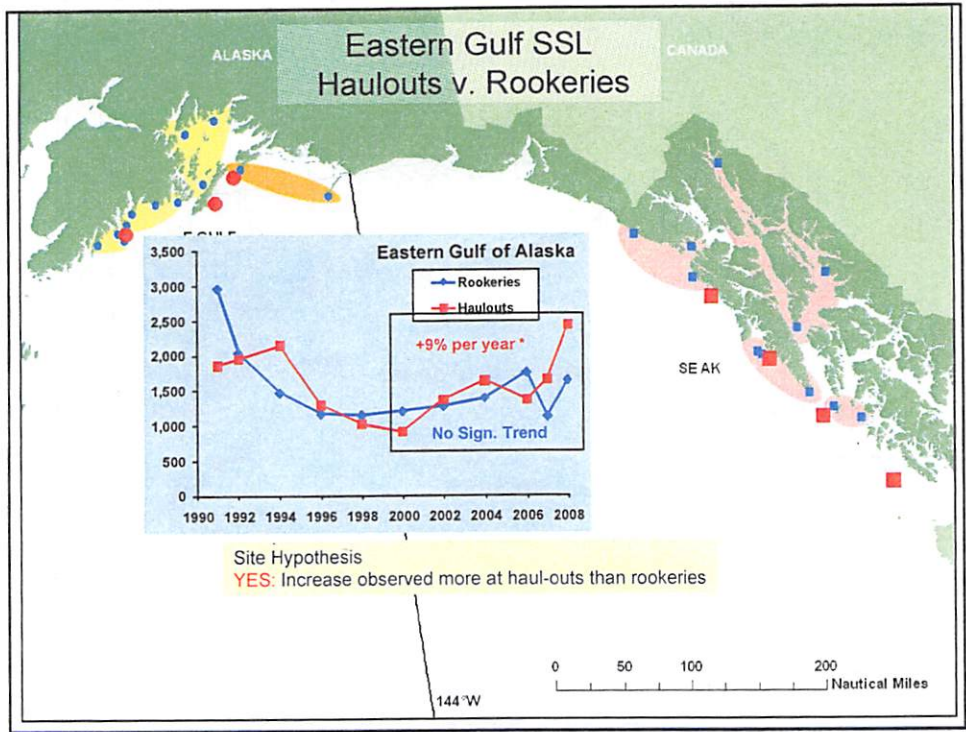 ALASKA
CANADA
Eastern Gulf SSL
Haulouts v. Rookeries
Eastern Gulf of Alaska
Rookeries
Haulouts
+9% per year *
No Sign. Trend
3,500
3,000
2,500
2,000
1,500
1,000
500
0
1990 1992 1994 1996 1998 2000 2002 2004 2006 2008
SE AK
Site Hypothesis
YES: Increase observed more at haul-outs than rookeries
0 50 100 200
Nautical Miles
144°W